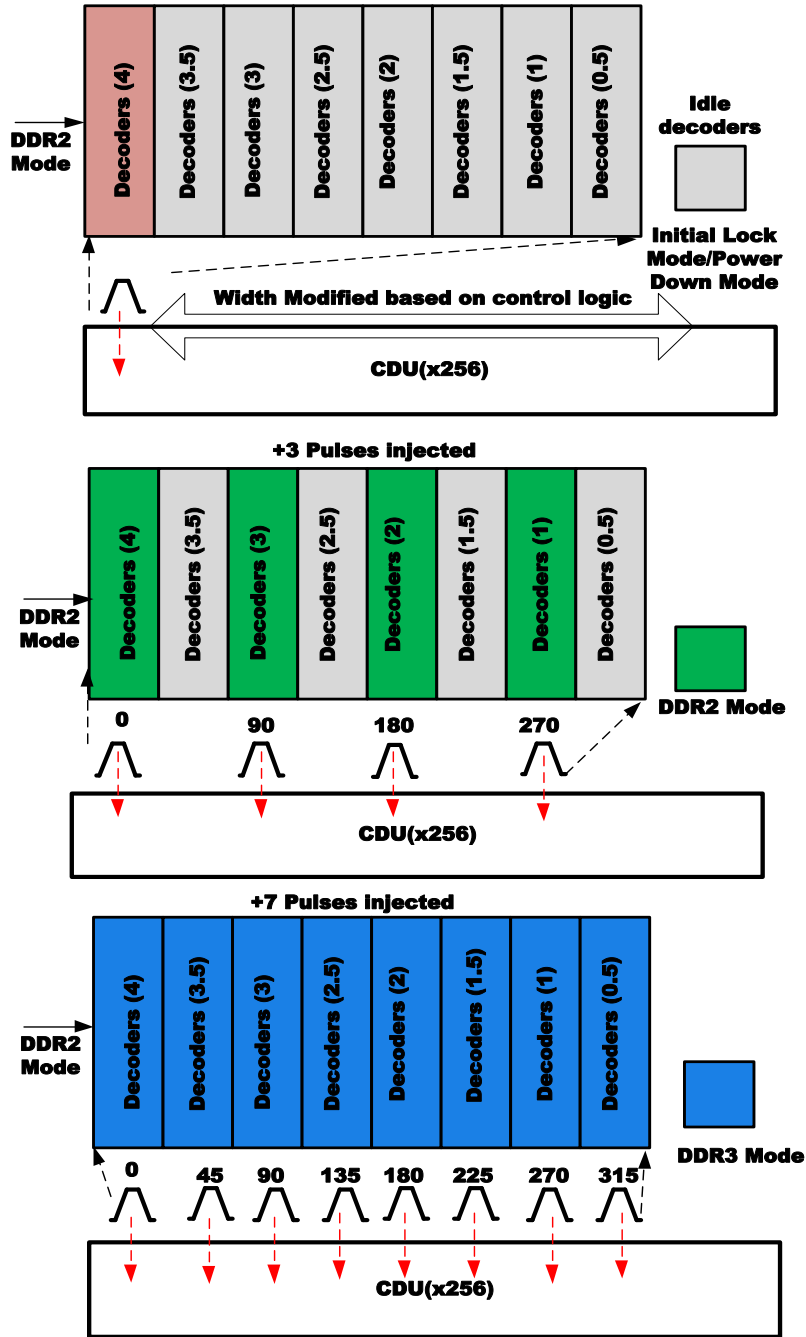 Decoders (4)
Decoders (3.5)
Decoders (3)
Decoders (2.5)
Decoders (2)
Decoders (1.5)
Decoders (1)
Decoders (0.5)
DDR2
Mode
Idle
decoders
Initial Lock
Mode/Power
Down Mode
Width Modified based on control logic
CDU(x256)
+3 Pulses injected
Decoders (4)
Decoders (3.5)
Decoders (3)
Decoders (2.5)
Decoders (2)
Decoders (1.5)
Decoders (1)
Decoders (0.5)
DDR2
Mode
DDR2 Mode
0
90
180
270
CDU(x256)
+7 Pulses injected
Decoders (4)
Decoders (3.5)
Decoders (3)
Decoders (2.5)
Decoders (2)
Decoders (1.5)
Decoders (1)
Decoders (0.5)
DDR2
Mode
DDR3 Mode
0
45
90
135
180
225
270
315
CDU(x256)